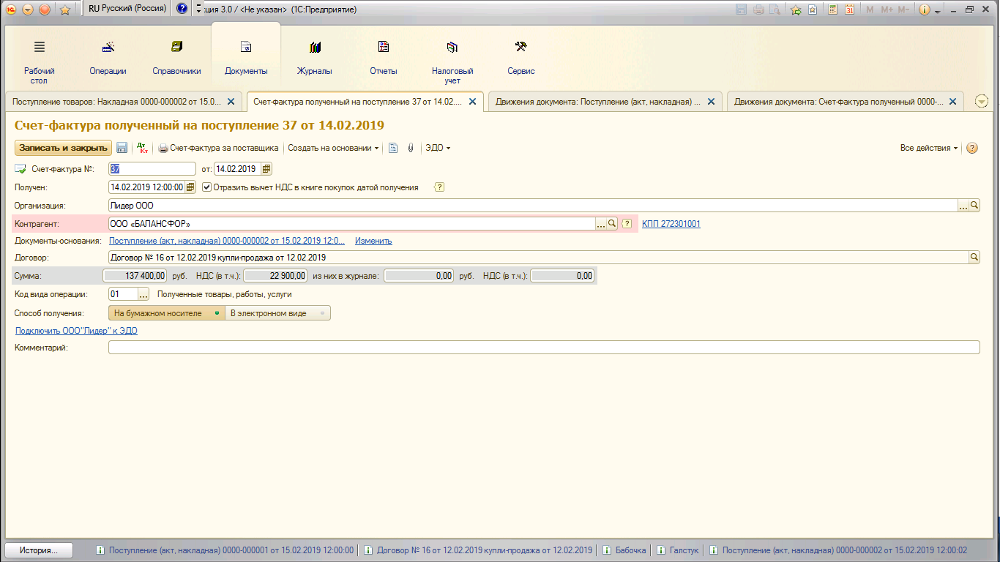 RU Русский (Россия) ция 3.0 / <Не указан> (1С:Предприятие) M M+ M-
Рабочий стол
Операции
Справочники
Документы
Журналы
Отчеты
Налоговый учет
Сервис
Поступление товаров: Накладная 0000-000002 от 15.0...
Счет-фактура полученный на поступление 37 от 14.02....
Движения документа: Поступление (акт, накладная) ...
Движения документа: Счет-фактура полученный 0000-...
Счет-фактура полученный на поступление 37 от 14.02.2019
Записать и закрыть Дт Кт Счет-фактура за поставщика Создать на основании ЭДО Все действия ?
Счет-фактура №: 37 от: 14.02.2019
Получен: 14.02.2019 12:00:00 Отразить вычет НДС в книге покупок датой получения ?
Организация: Лидер ООО ...
Контрагент: ООО «БАЛАНСФОР» ... ? КПП 272301001
Документы-основания: Поступление (акт, накладная) 0000-000002 от 15.02.2019 12:0... Изменить
Договор: Договор № 16 от 12.02.2019 купли-продажа от 12.02.2019
Сумма: 137 400,00 руб. НДС (в т.ч.): 22 900,00 из них в журнале: 0,00 руб. НДС (в т.ч.): 0,00
Код вида операции: 01 ... Полученные товары, работы, услуги
Способ получения: На бумажном носителе В электронном виде
Подключить ООО"Лидер" к ЭДО
Комментарий:
История... Поступление (акт, накладная) 0000-000001 от 15.02.2019 12:00:00 Договор № 16 от 12.02.2019 купли-продажа от 12.02.2019 Бабочка Галстук Поступление (акт, накладная) 0000-000002 от 15.02.2019 12:00:02